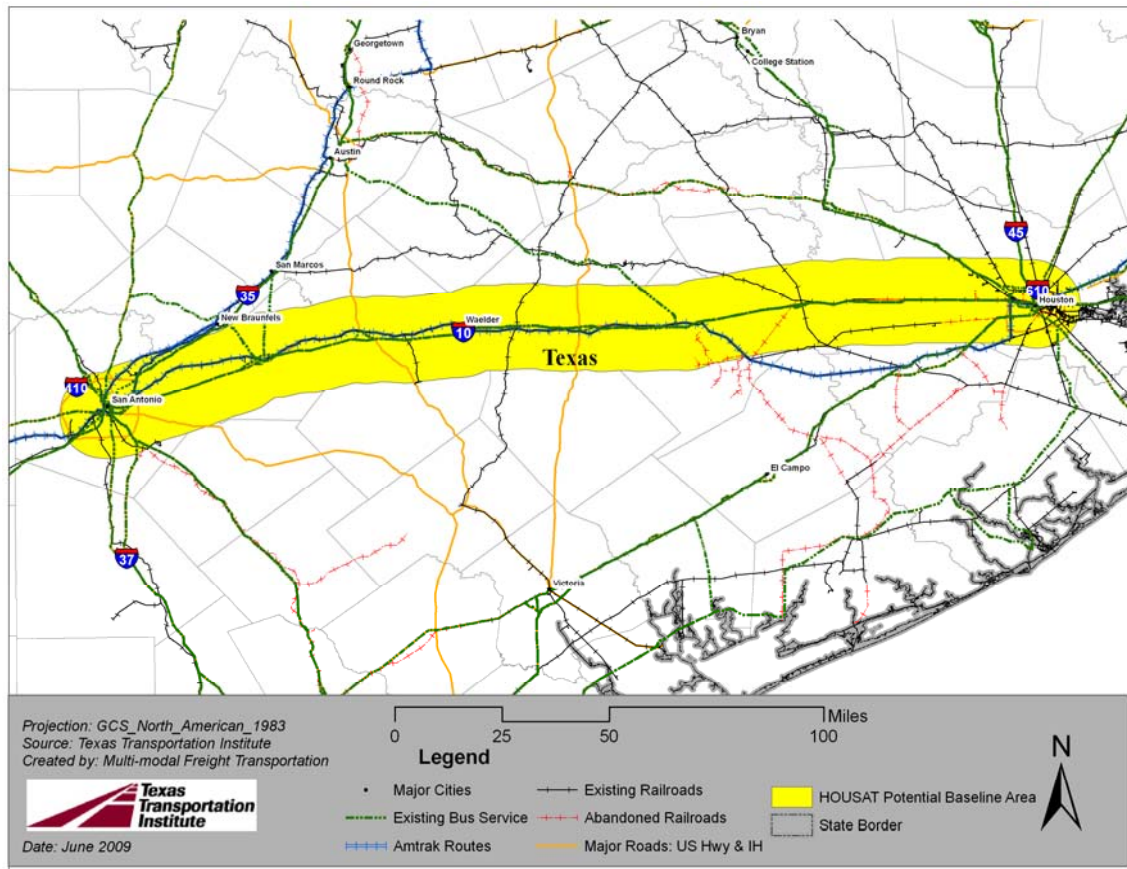 Bryan
Georgetown
College Station
Round Rock
Austin
45
San Marcos
35
610
Houston
New Braunfels
Waelder
10
Texas
410
San Antonio
El Campo
37
Victoria
Projection: GCS_North_American_1983
Source: Texas Transportation Institute
Created by: Multi-modal Freight Transportation
Miles
0 25 50 100
Legend
N
Major Cities
Existing Railroads
HOUSAT Potential Baseline Area
Existing Bus Service
Abandoned Railroads
State Border
Amtrak Routes
Major Roads: US Hwy & IH
Texas
Transportation
Institute
Date: June 2009